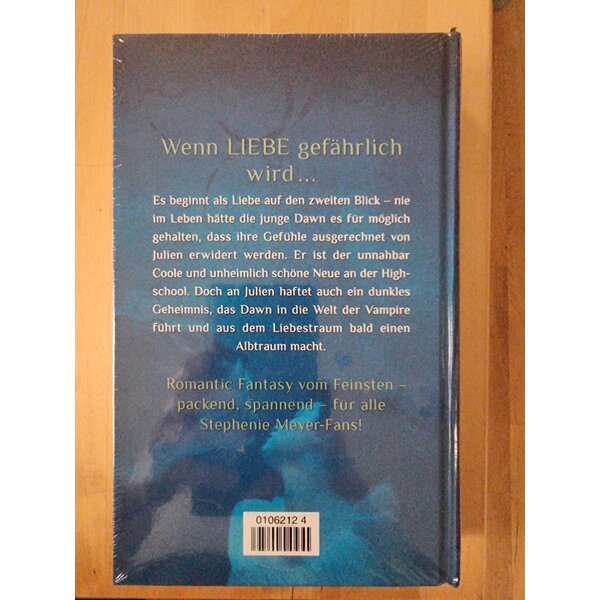 Wenn LIEBE gefährlich
wird...
Es beginnt als Liebe auf den zweiten Blick – nie
im Leben hätte die junge Dawn es für möglich
gehalten, dass ihre Gefühle ausgerechnet von
Julien erwidert werden. Er ist der unnahbar
Coole und unheimlich schöne Neue an der High-
school. Doch an Julien haftet auch ein dunkles
Geheimnis, das Dawn in die Welt der Vampire
führt und aus dem Liebestraum bald einen
Albtraum macht.
Romantic Fantasy vom Feinsten –
packend, spannend – für alle
Stephenie Meyer-Fans!
0106212 4